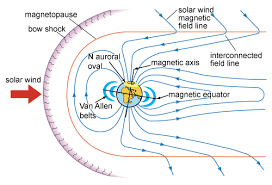 magnetopause
bow shock
solar wind
magnetic
field line
N auroral
oval
magnetic axis
interconnected
field line
solar wind
magnetic equator
Van Allen
belts